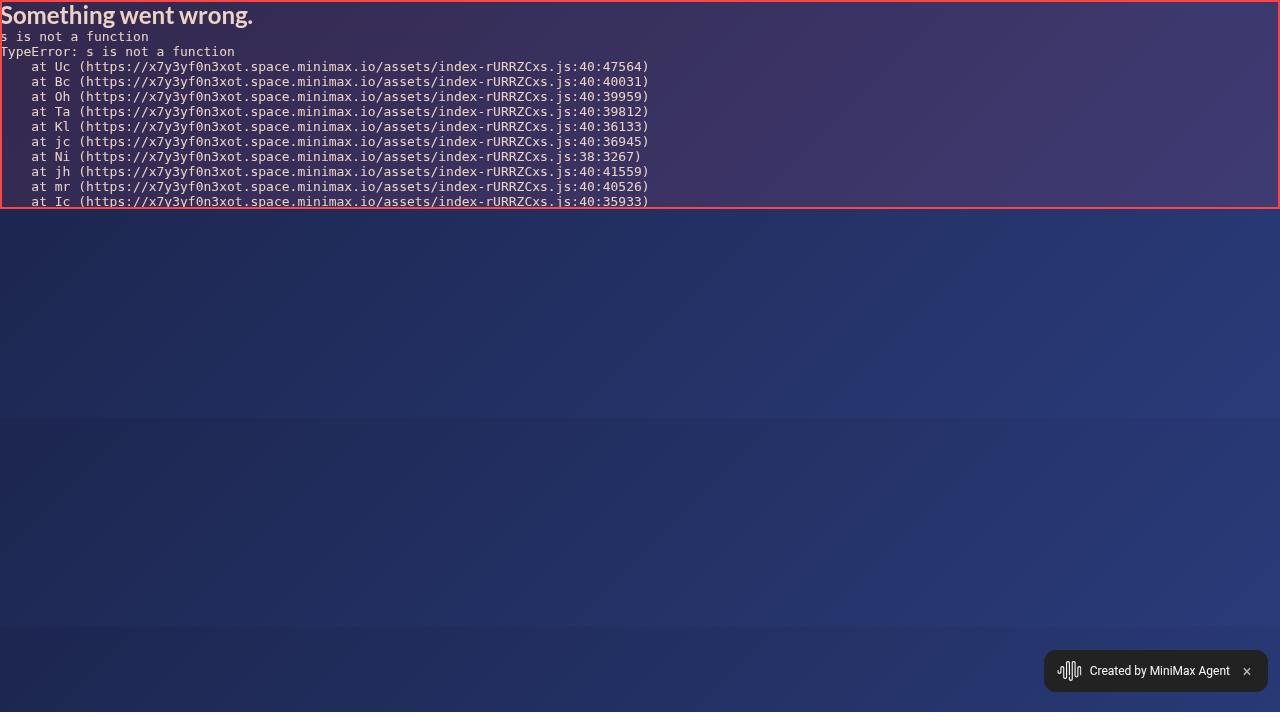 Something went wrong.
s is not a function
TypeError: s is not a function
    at Uc (https://x7y3yf0n3xot.space.minimax.io/assets/index-rURRZCxs.js:40:47564)
    at Bc (https://x7y3yf0n3xot.space.minimax.io/assets/index-rURRZCxs.js:40:40031)
    at Oh (https://x7y3yf0n3xot.space.minimax.io/assets/index-rURRZCxs.js:40:39959)
    at Ta (https://x7y3yf0n3xot.space.minimax.io/assets/index-rURRZCxs.js:40:39812)
    at Kl (https://x7y3yf0n3xot.space.minimax.io/assets/index-rURRZCxs.js:40:36133)
    at jc (https://x7y3yf0n3xot.space.minimax.io/assets/index-rURRZCxs.js:40:36945)
    at Ni (https://x7y3yf0n3xot.space.minimax.io/assets/index-rURRZCxs.js:38:3267)
    at jh (https://x7y3yf0n3xot.space.minimax.io/assets/index-rURRZCxs.js:40:41559)
    at mr (https://x7y3yf0n3xot.space.minimax.io/assets/index-rURRZCxs.js:40:40526)
    at Ic (https://x7y3yf0n3xot.space.minimax.io/assets/index-rURRZCxs.js:40:35933)
Created by MiniMax Agent ×